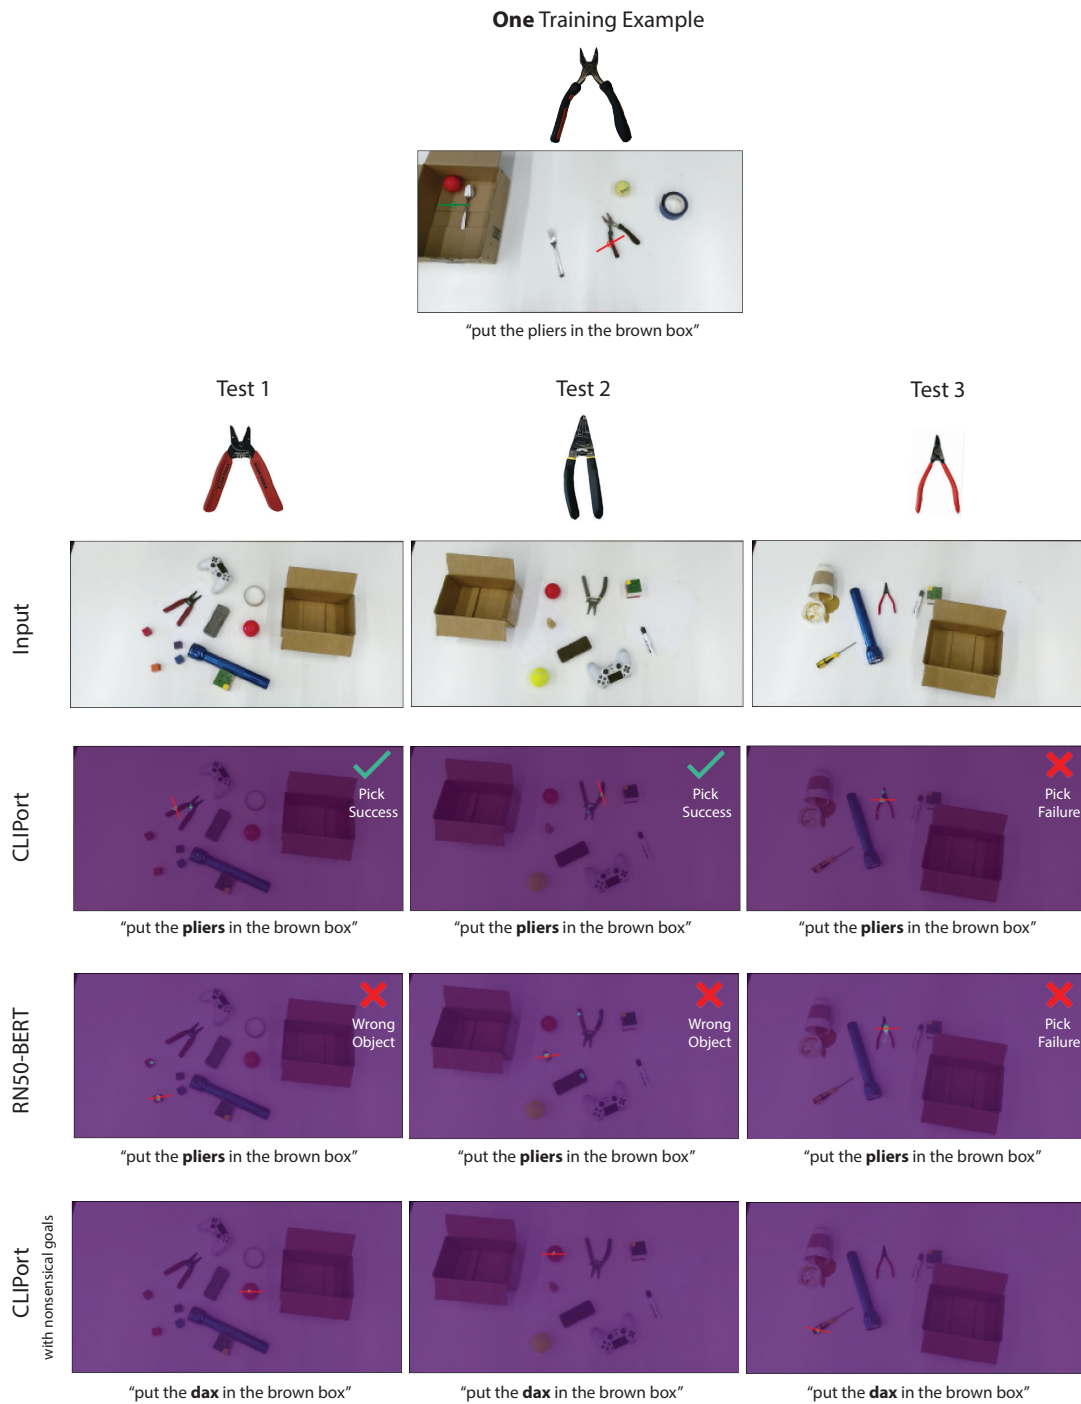 One Training Example
“put the pliers in the brown box”
Test 1
Test 2
Test 3
Input
CLIPort
Pick
Success
Pick
Success
Pick
Failure
“put the pliers in the brown box”
“put the pliers in the brown box”
“put the pliers in the brown box”
RN50-BERT
Wrong
Object
Wrong
Object
Pick
Failure
“put the pliers in the brown box”
“put the pliers in the brown box”
“put the pliers in the brown box”
CLIPort
with nonsensical goals
“put the dax in the brown box”
“put the dax in the brown box”
“put the dax in the brown box”